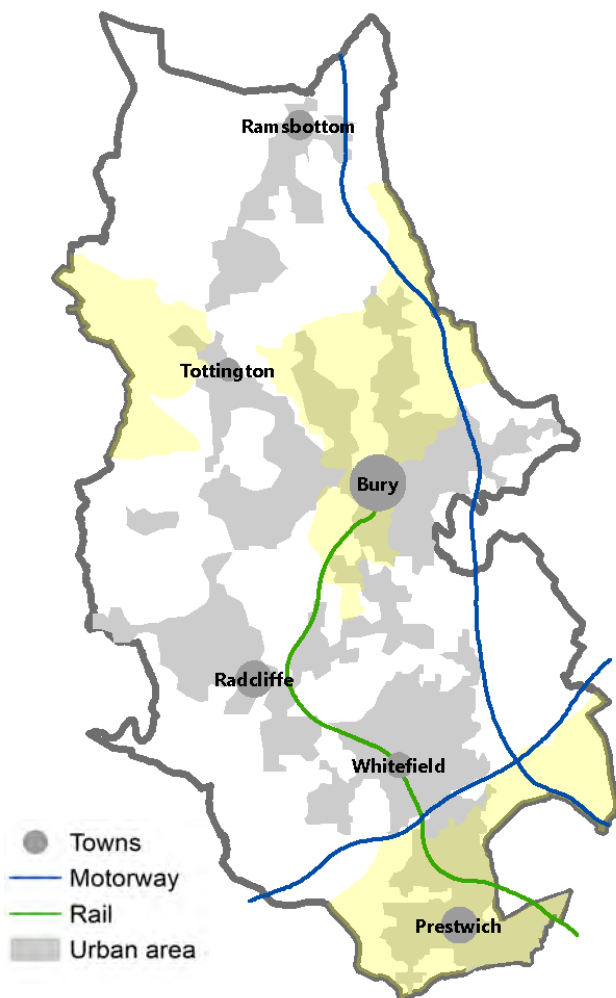 Ramsbottom
Tottington
Bury
Radcliffe
Whitefield
Prestwich
Towns
Motorway
Rail
Urban area